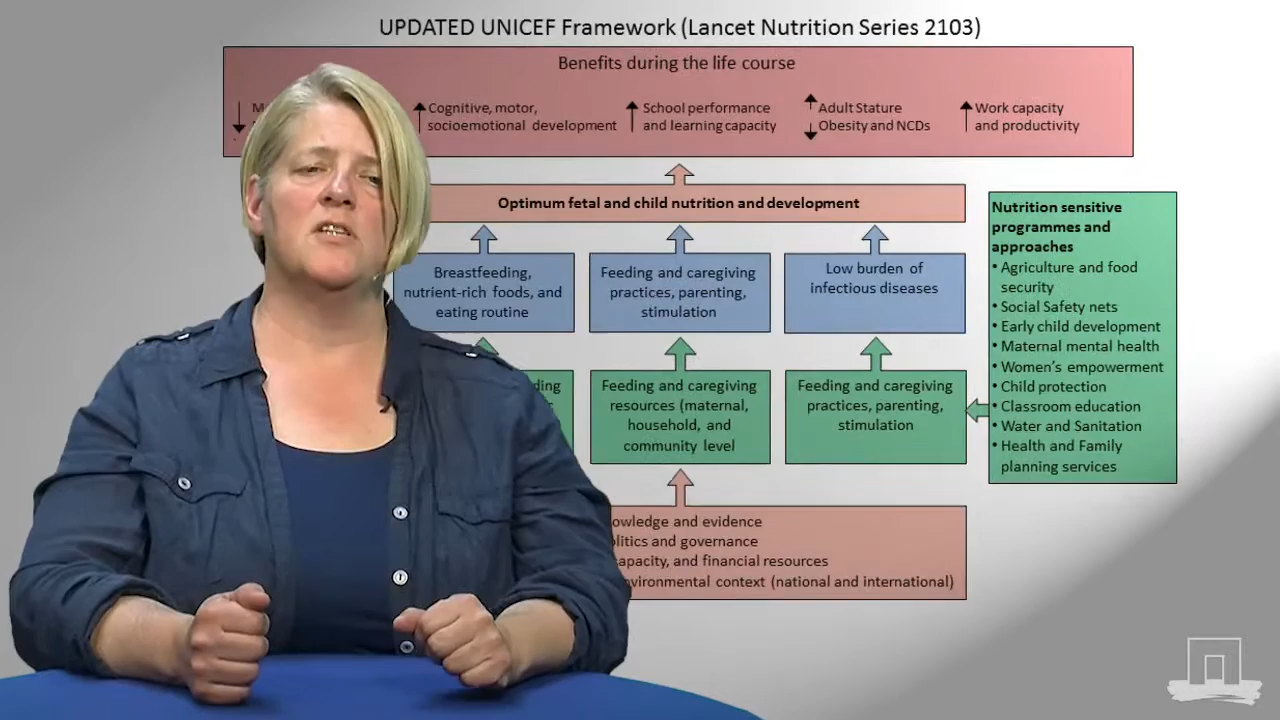 UPDATED UNICEF Framework (Lancet Nutrition Series 2103)
Benefits during the life course
Cognitive, motor,
socioemotional development
School performance
and learning capacity
Adult Stature
Obesity and NCDs
Work capacity
and productivity
Optimum fetal and child nutrition and development
Breastfeeding,
nutrient-rich foods, and
eating routine
Feeding and caregiving
practices, parenting,
stimulation
Low burden of
infectious diseases
Feeding and caregiving
resources (maternal,
household, and
community level
Feeding and caregiving
practices, parenting,
stimulation
and evidence
and governance
and financial resources
context (national and international)
Nutrition sensitive
programmes and
approaches
• Agriculture and food
security
• Social Safety nets
• Early child development
• Maternal mental health
• Women's empowerment
• Child protection
• Classroom education
• Water and Sanitation
• Health and Family
planning services